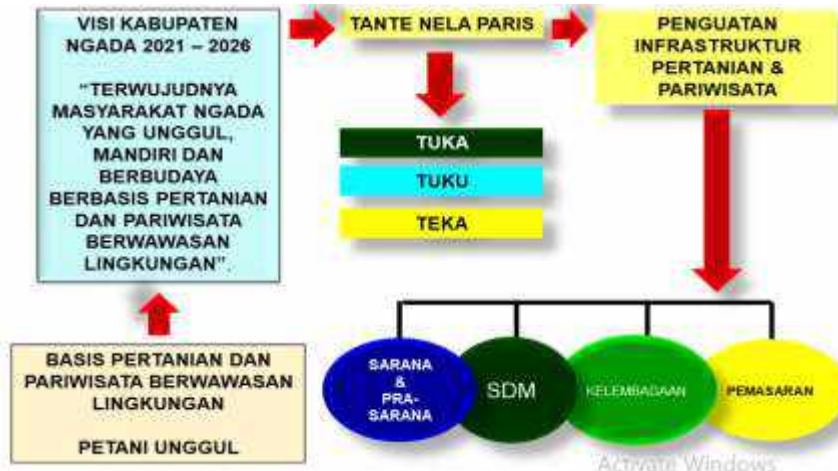 VISI KABUPATEN
NGADA 2021 – 2026
“TERWUJUDNYA
MASYARAKAT NGADA
YANG UNGGUL,
MANDIRI DAN
BERBUDAYA
BERBASIS PERTANIAN
DAN PARIWISATA
BERWAWASAN
LINGKUNGAN”.
BASIS PERTANIAN DAN
PARIWISATA BERWAWASAN
LINGKUNGAN
PETANI UNGGUL
TANTE NELA PARIS
TUKA
TUKU
TEKA
PENGUATAN
INFRASTRUKTUR
PERTANIAN &
PARIWISATA
SARANA
&
PRA-
SARANA
SDM
KELEMBAGAAN
PEMASARAN
Activate Windows